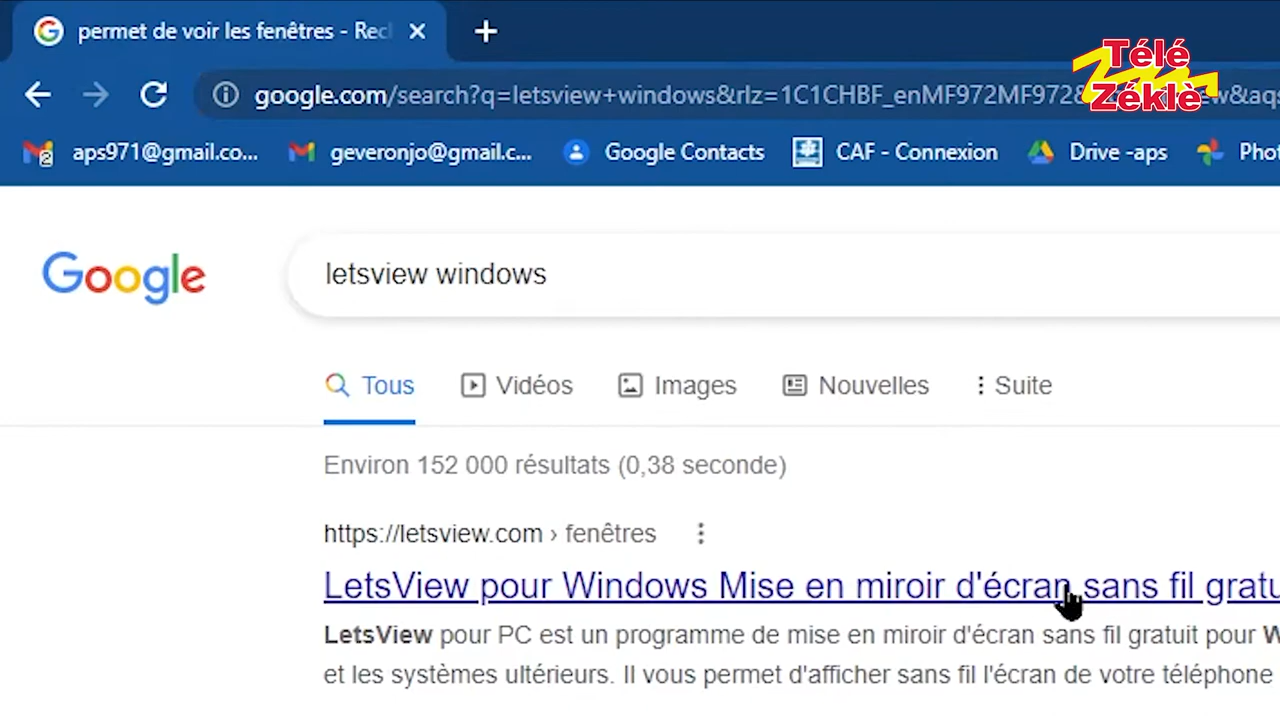 permet de voir les fenêtres - Rec
Télé
Zéklè
google.com/search?q=letsview+windows&rlz=1C1CHBF_enMF972MF972&
2
aps971@gmail.co...
geveronjo@gmail.c...
Google Contacts
CAF - Connexion
Drive -aps
Phot
Google
letsview windows
Tous
Vidéos
Images
Nouvelles
Suite
Environ 152 000 résultats (0,38 seconde)
https://letsview.com › fenêtres
LetsView pour Windows Mise en miroir d'écran sans fil gratu
LetsView pour PC est un programme de mise en miroir d'écran sans fil gratuit pour W
et les systèmes ultérieurs. Il vous permet d'afficher sans fil l'écran de votre téléphone